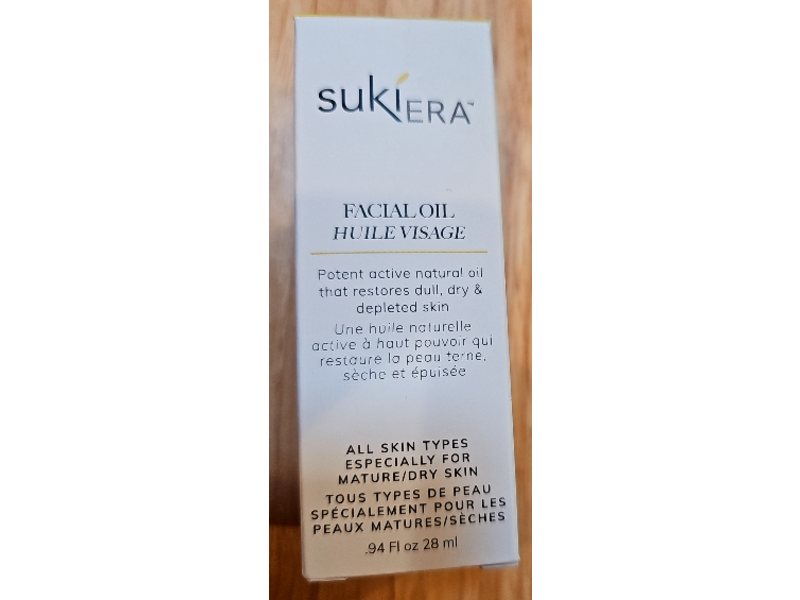 sukiERA™
FACIAL OIL
HUILE VISAGE
Potent active natural oil
that restores dull, dry &
depleted skin
Une huile naturelle
active à haut pouvoir qui
restaure la peau terne,
sèche et épuisée
ALL SKIN TYPES
ESPECIALLY FOR
MATURE/DRY SKIN
TOUS TYPES DE PEAU
SPÉCIALEMENT POUR LES
PEAUX MATURES/SÈCHES
.94 Fl oz 28 ml